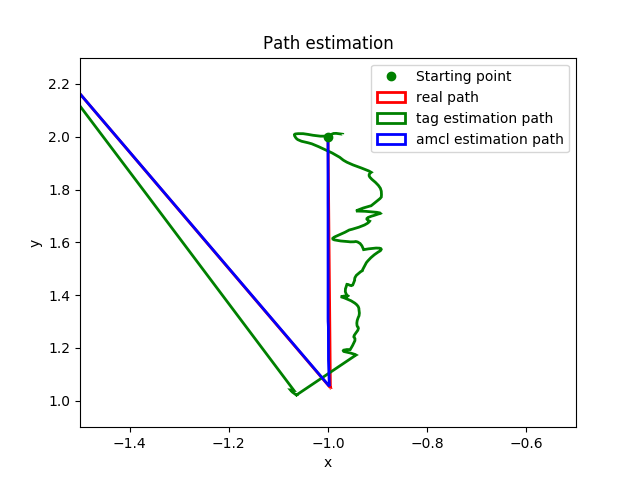 Path estimation
Starting point
real path
tag estimation path
amcl estimation path
2.2
2.0
1.8
1.6
1.4
1.2
1.0
y
−1.4
−1.2
−1.0
−0.8
−0.6
x